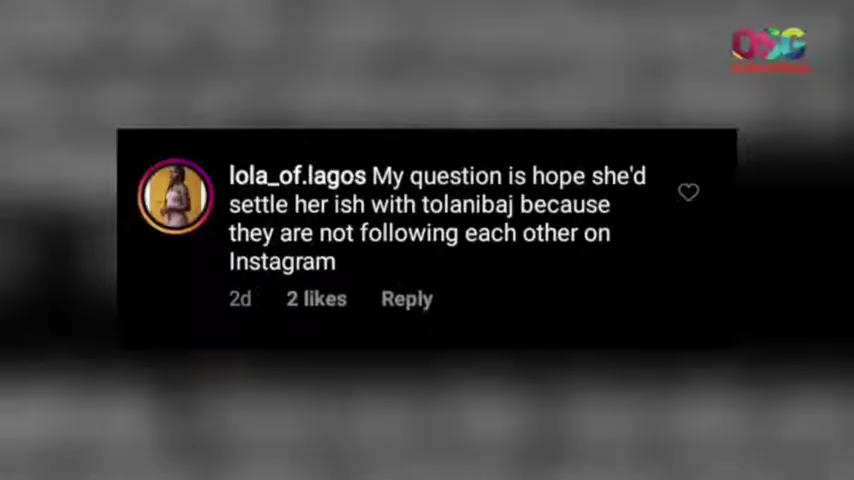 OSG
lola_of.lagos My question is hope she'd
settle her ish with tolanibaj because
they are not following each other on
Instagram
2d 2 likes Reply